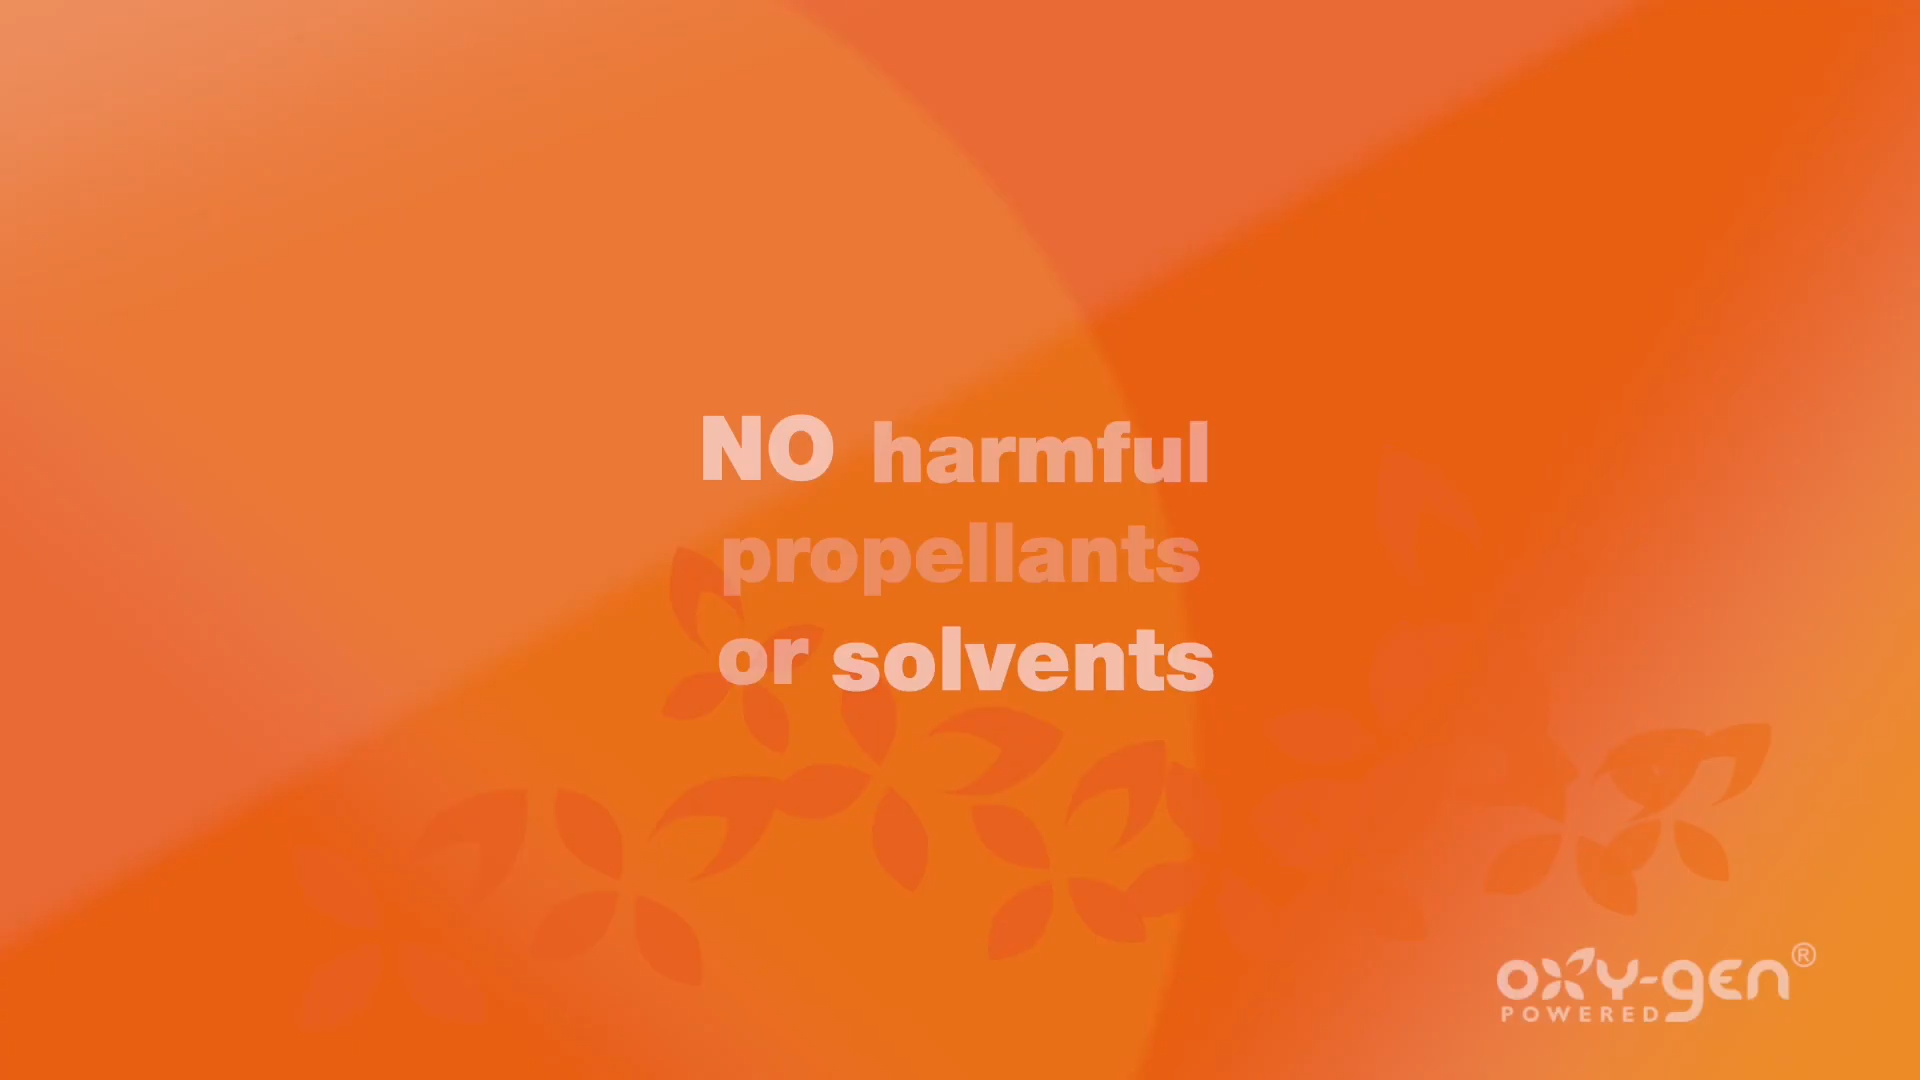 NO harmful
propellants
or solvents
oxy-gen®
POWERED